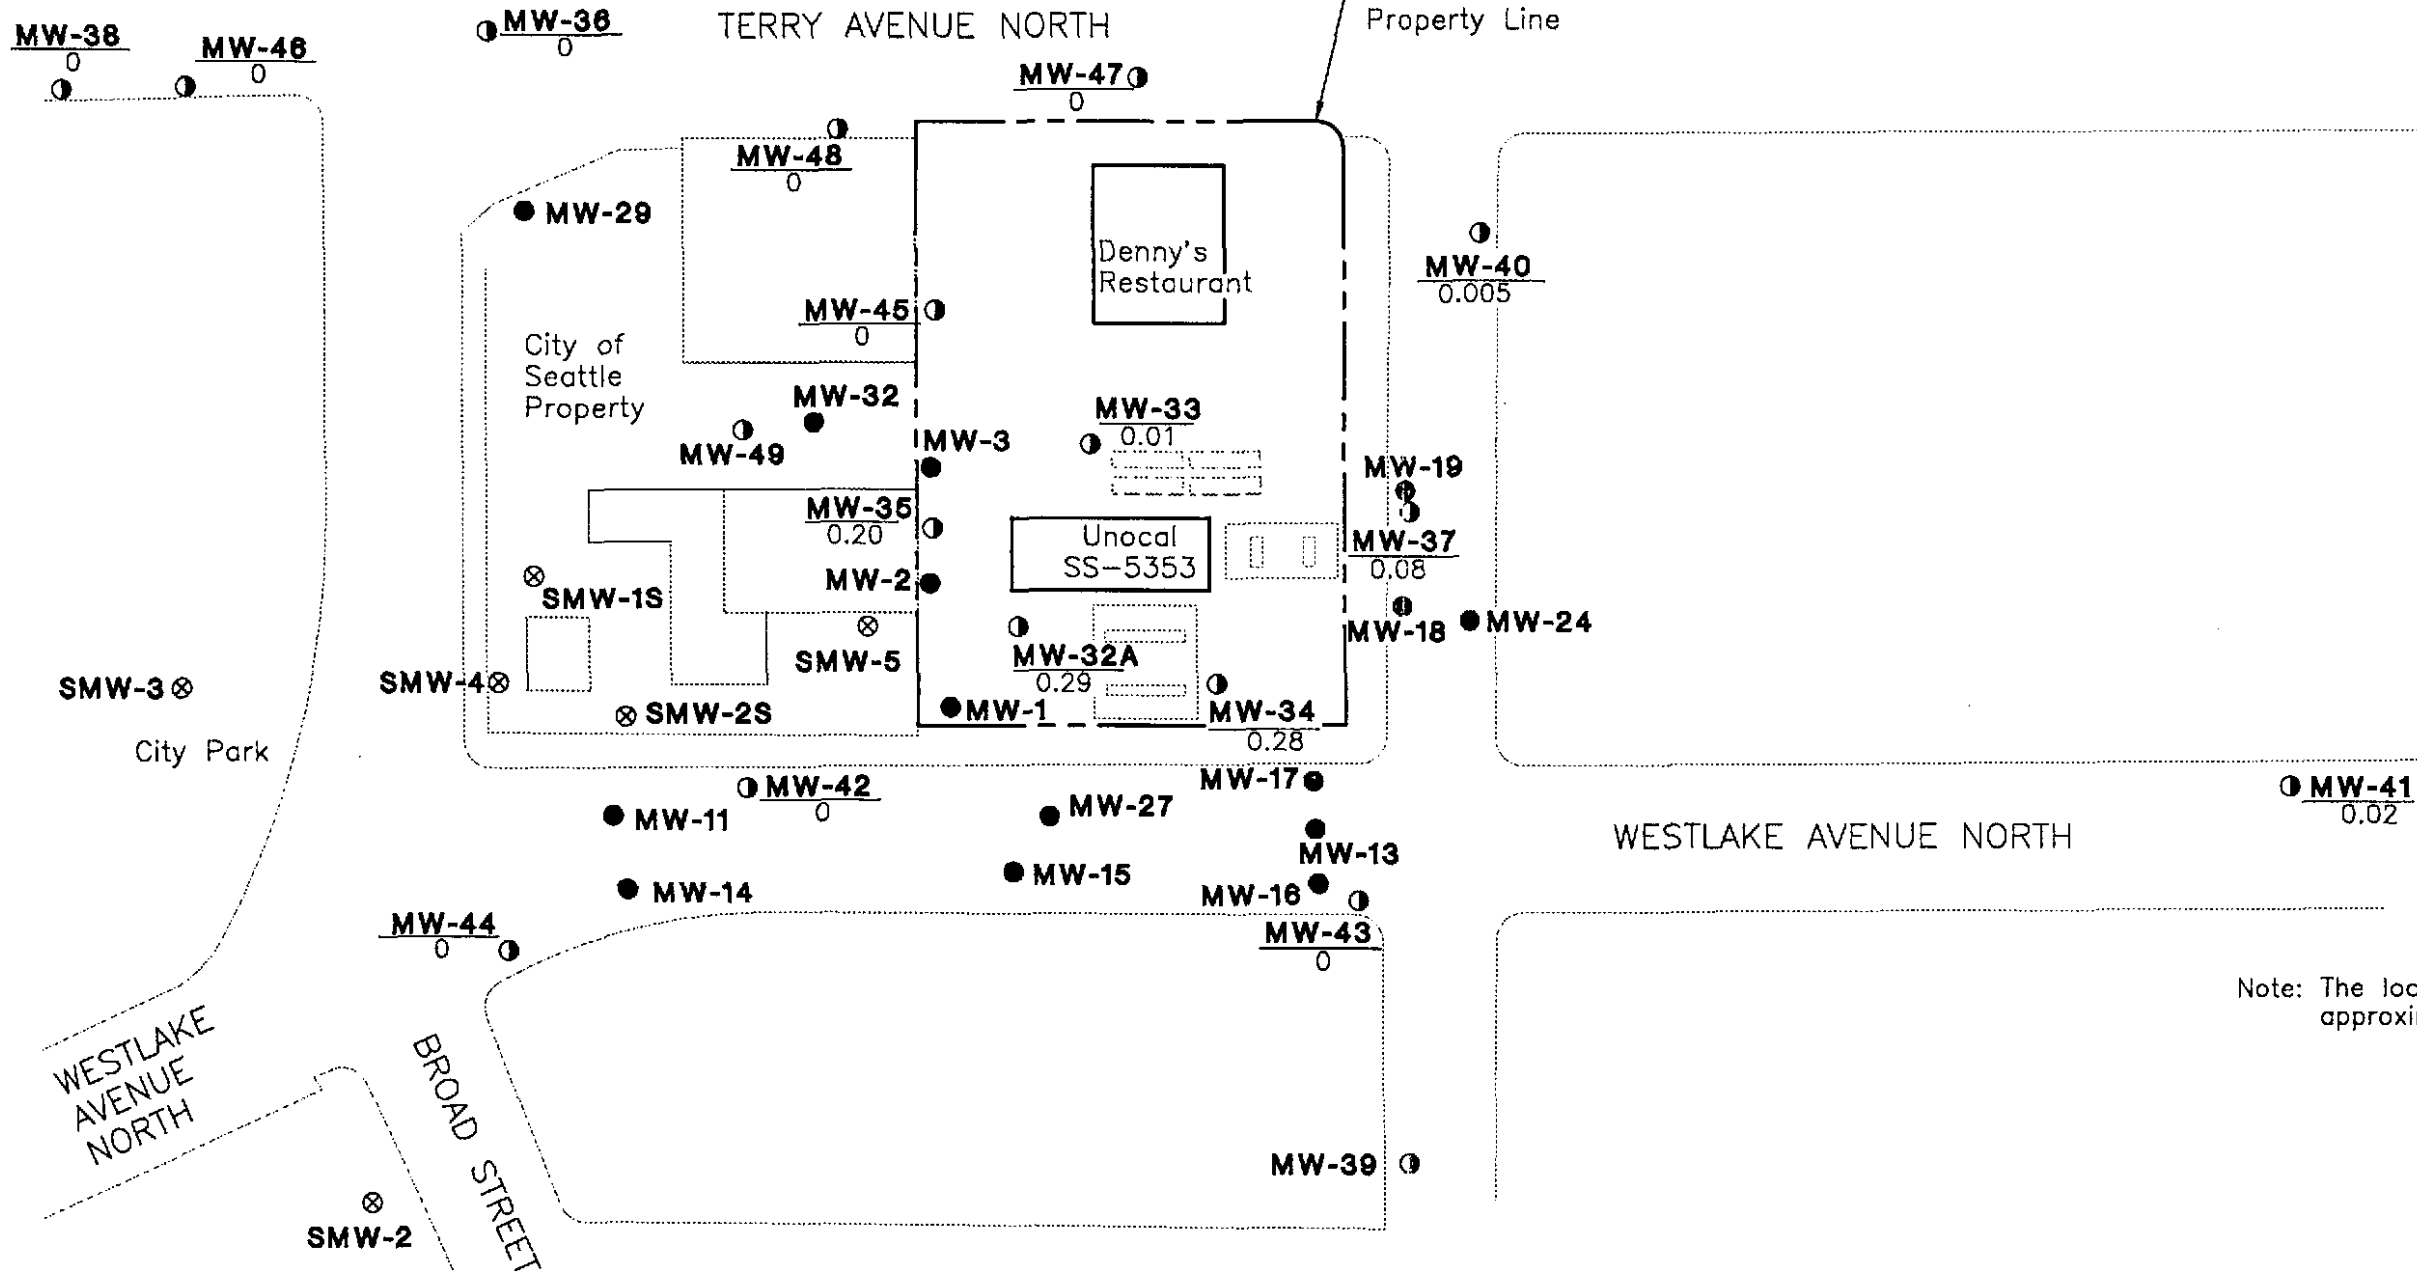 MW-36
0
TERRY AVENUE NORTH
Property Line
MW-38
0
MW-46
0
MW-47
0
MW-48
0
MW-29
Denny's
Restaurant
MW-40
0.005
MW-45
0
City of
Seattle
Property
MW-32
MW-49
MW-3
MW-33
0.01
MW-19
MW-35
0.20
Unocal
SS-5353
MW-37
0.08
MW-2
SMW-1S
MW-18
MW-24
SMW-5
MW-32A
0.29
SMW-3
SMW-4
SMW-2S
MW-1
MW-34
0.28
City Park
MW-17
MW-42
0
MW-11
MW-27
MW-41
0.02
WESTLAKE AVENUE NORTH
MW-13
MW-15
MW-14
MW-16
MW-44
0
MW-43
0
Note: The loc
approxi
WESTLAKE
AVENUE
NORTH
BROAD STREET
MW-39
SMW-2